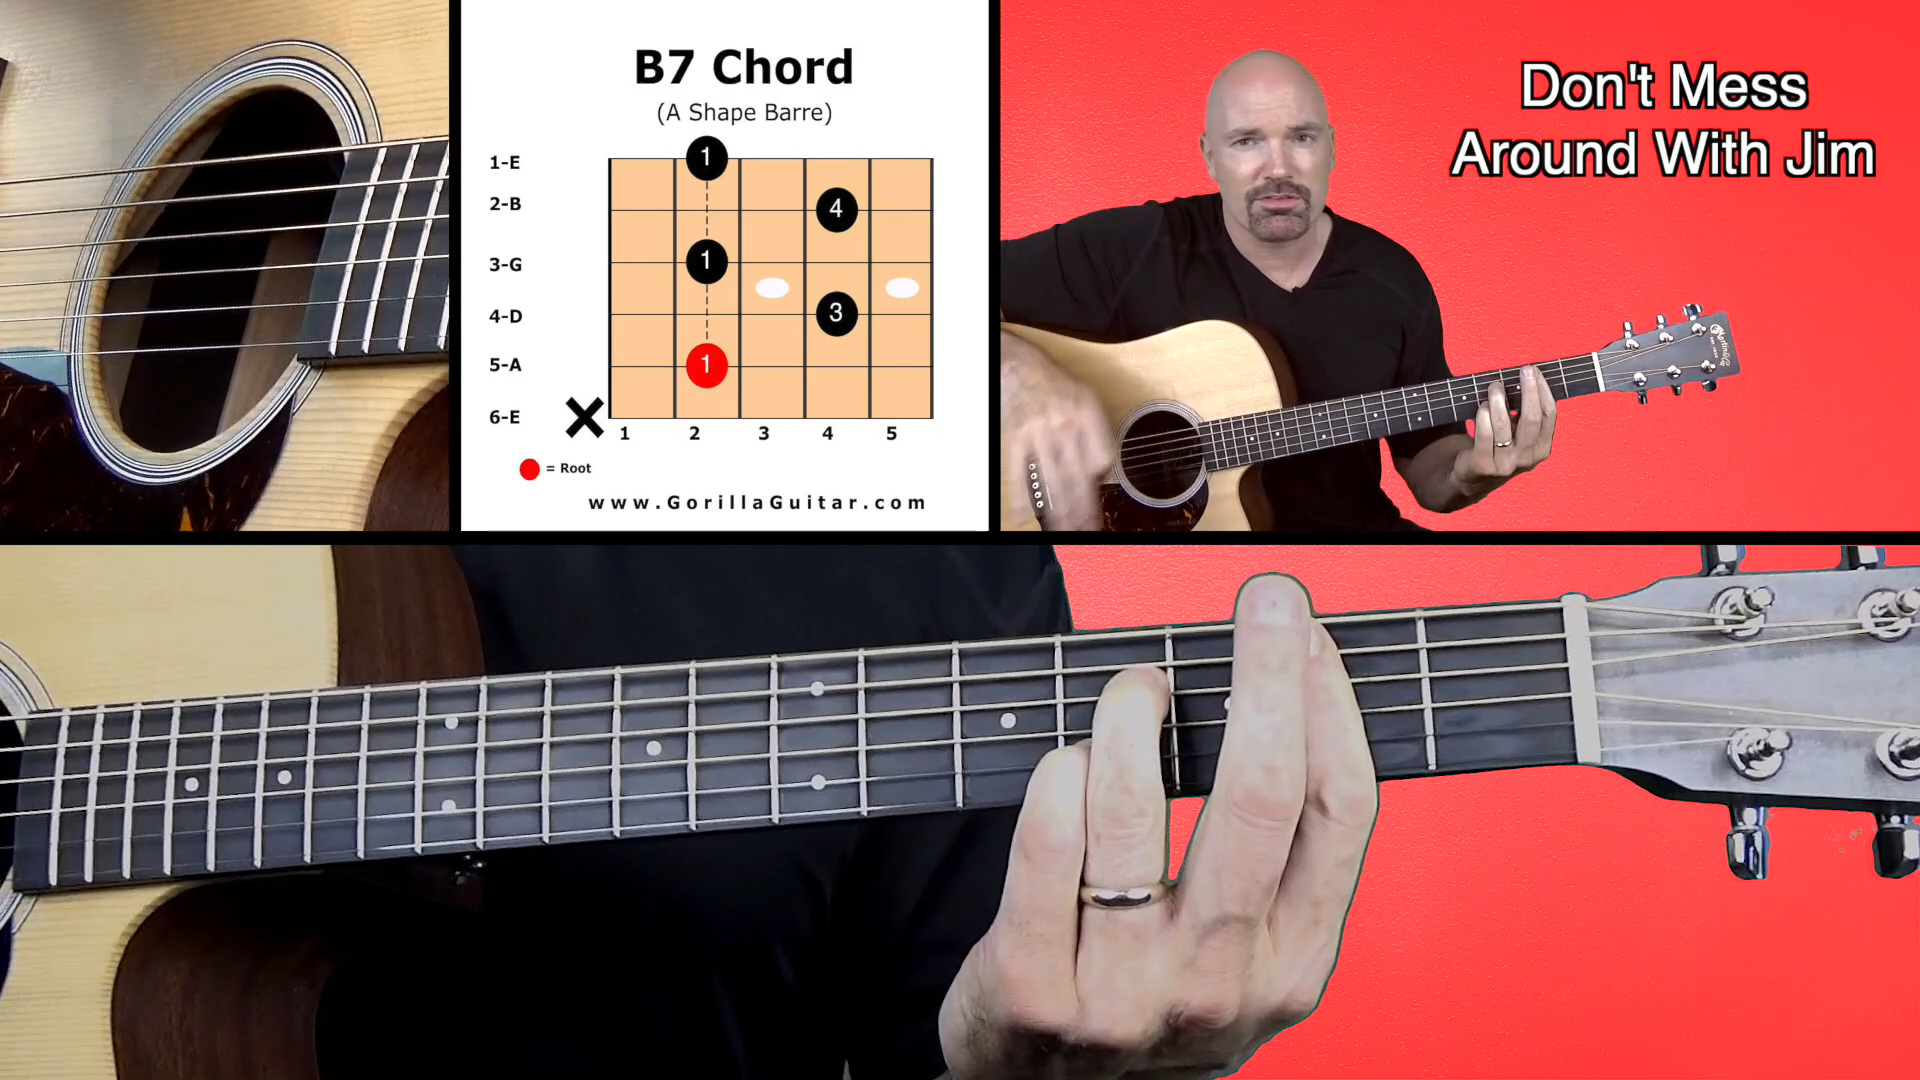 B7 Chord
(A Shape Barre)
1-E
2-B
3-G
4-D
5-A
6-E
1
4
1
3
1
1 2 3 4 5
= Root
www.GorillaGuitar.com
Don't Mess
Around With Jim